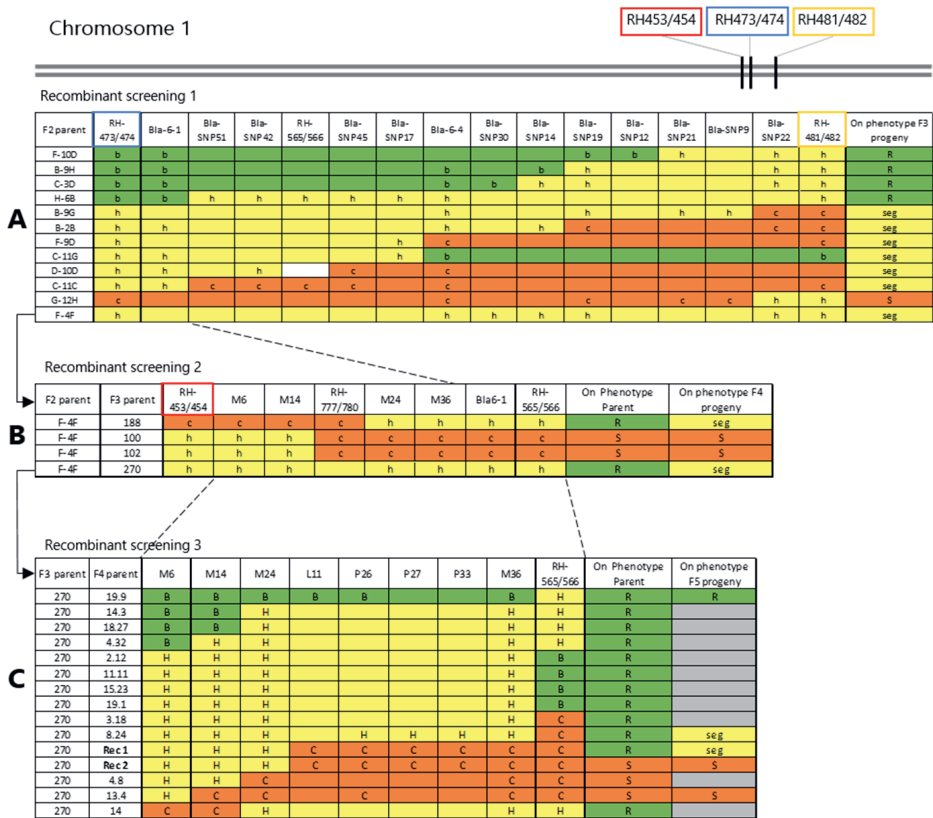 Chromosome 1
RH453/454 RH473/474 RH481/482
Recombinant screening 1
F2 parent RH-473/474 Bla-6-1 Bla-SNP51 Bla-SNP42 RH-565/566 Bla-SNP45 Bla-SNP17 Bla-6-4 Bla-SNP30 Bla-SNP14 Bla-SNP19 Bla-SNP12 Bla-SNP21 Bla-SNP9 Bla-SNP22 RH-481/482 On phenotype F3 progeny
F-10D b b b b h h h R
B-9H b b b b h h h R
C-3D b b b b h h h h R
H-6B b b h h h h h h h R
A
B-9G h h h h h c c seg
B-2B h h h h c c c seg
F-9D h h c c seg
C-11G h h h b b seg
D-10D h h h c c seg
C-11C h h c c c c c c seg
G-12H c c c c c h h S
F-4F h h h h h h h seg
Recombinant screening 2
F2 parent F3 parent RH-453/454 M6 M14 RH-777/780 M24 M36 Bla6-1 RH-565/566 On Phenotype Parent On phenotype F4 progeny
B
F-4F 188 c c c c h h h h R seg
F-4F 100 h h h c c c c c S S
F-4F 102 h h h c c c c c S S
F-4F 270 h h h h h h h R seg
Recombinant screening 3
F3 parent F4 parent M6 M14 M24 L11 P26 P27 P33 M36 RH-565/566 On Phenotype Parent On phenotype F5 progeny
270 19.9 B B B B B B H R R
270 14.3 B B H H H R
270 18.27 B B H H H R
270 4.32 B H H H H R
270 2.12 H H H H B R
C
270 11.11 H H H H B R
270 15.23 H H H H B R
270 19.1 H H H H B R
270 3.18 H H H H C R
270 8.24 H H H H H H H C R seg
270 Rec 1 H H H C C C C C C R seg
270 Rec 2 H H H C C C C C C S S
270 4.8 H H C C C S
270 13.4 H C C C C C S S
270 14 C C H H H R